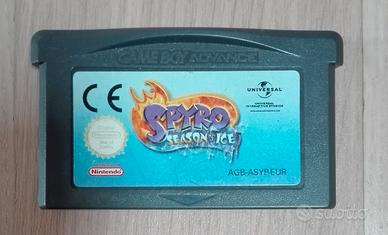 GAME BOY ADVANCE
CE
UNIVERSAL
UNIVERSAL
INTERACTIVE STUDIOS
SPYRO
SEASON OF ICE
Nintendo
AGB-ASYP-EUR
subito